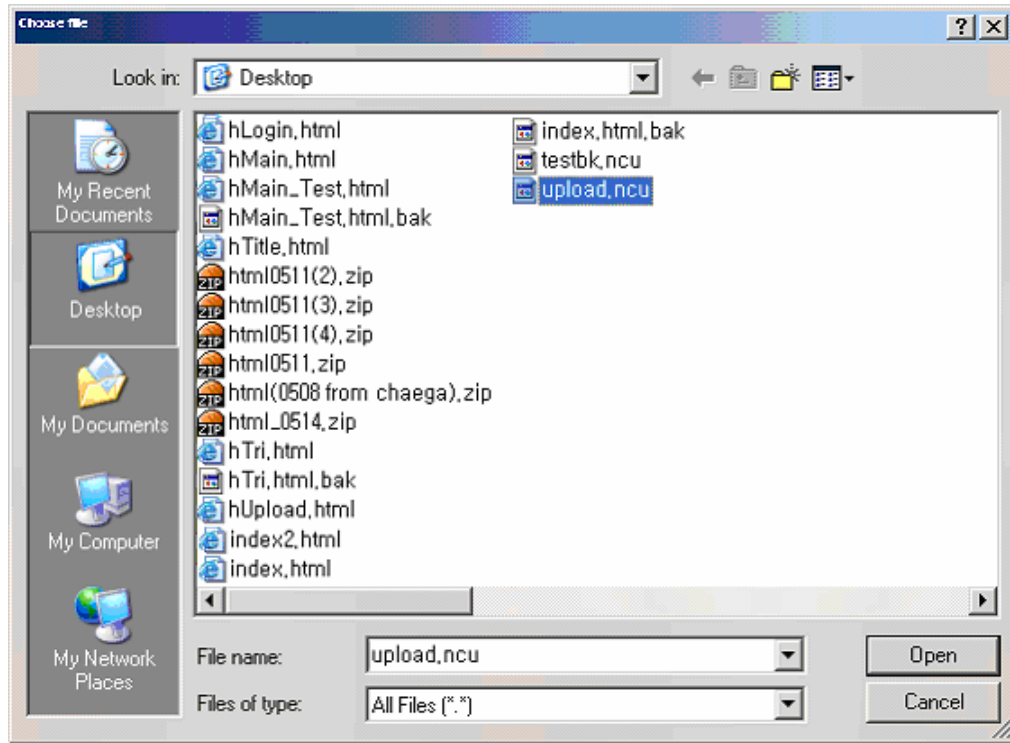 Choose file
Look in:
Desktop
My Recent
Documents
Desktop
My Documents
My Computer
My Network
Places
hLogin,html
hMain,html
hMain_Test,html
hMain_Test,html,bak
hTitle,html
html0511(2),zip
html0511(3),zip
html0511(4),zip
html0511,zip
html(0508 from chaega),zip
html_0514,zip
hTri,html
hTri,html,bak
hUpload,html
index2,html
index,html
index,html,bak
testbk,ncu
upload,ncu
File name:
upload,ncu
Open
Files of type:
All Files (*.*)
Cancel